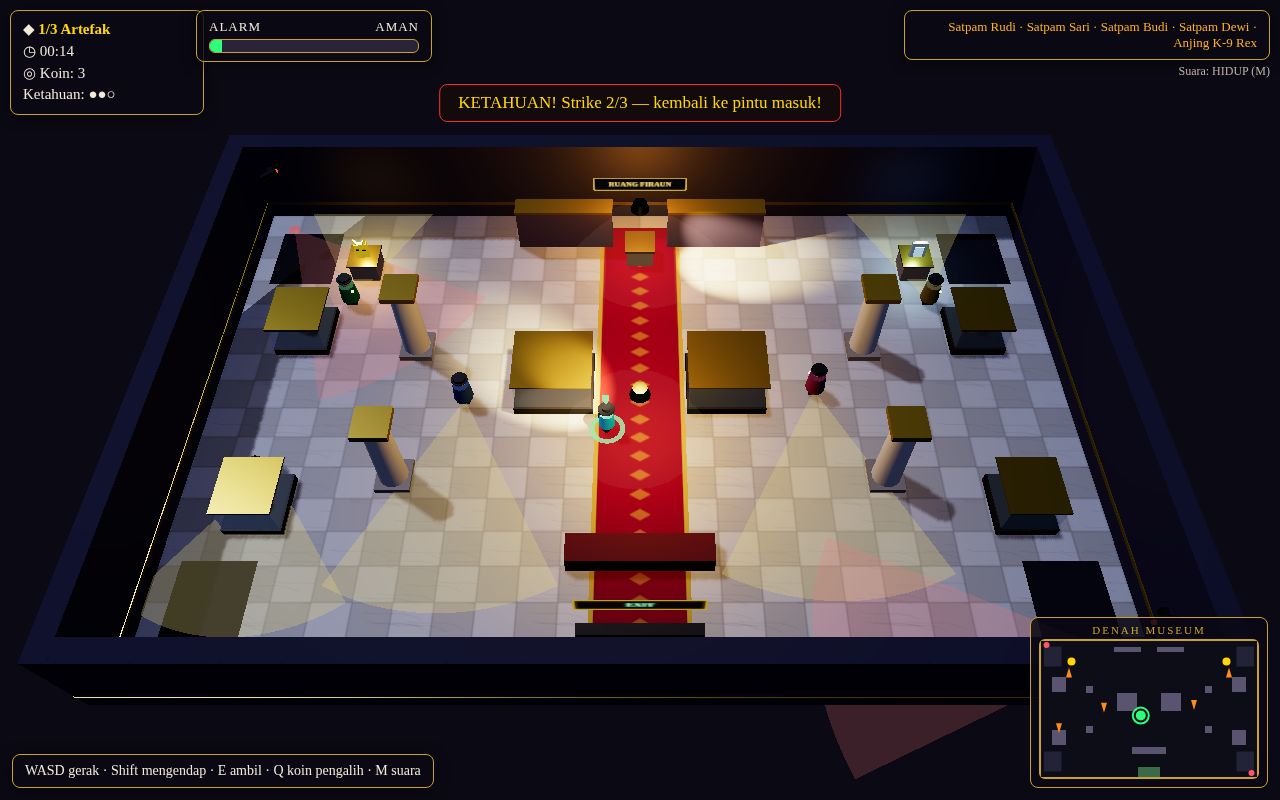 ◆ 1/3 Artefak
◷ 00:14
◎ Koin: 3
Ketahuan: ●●○
ALARM AMAN
Satpam Rudi · Satpam Sari · Satpam Budi · Satpam Dewi ·
Anjing K-9 Rex
Suara: HIDUP (M)
KETAHUAN! Strike 2/3 — kembali ke pintu masuk!
RUANG FIRAUN
EXIT
DENAH MUSEUM
WASD gerak · Shift mengendap · E ambil · Q koin pengalih · M suara